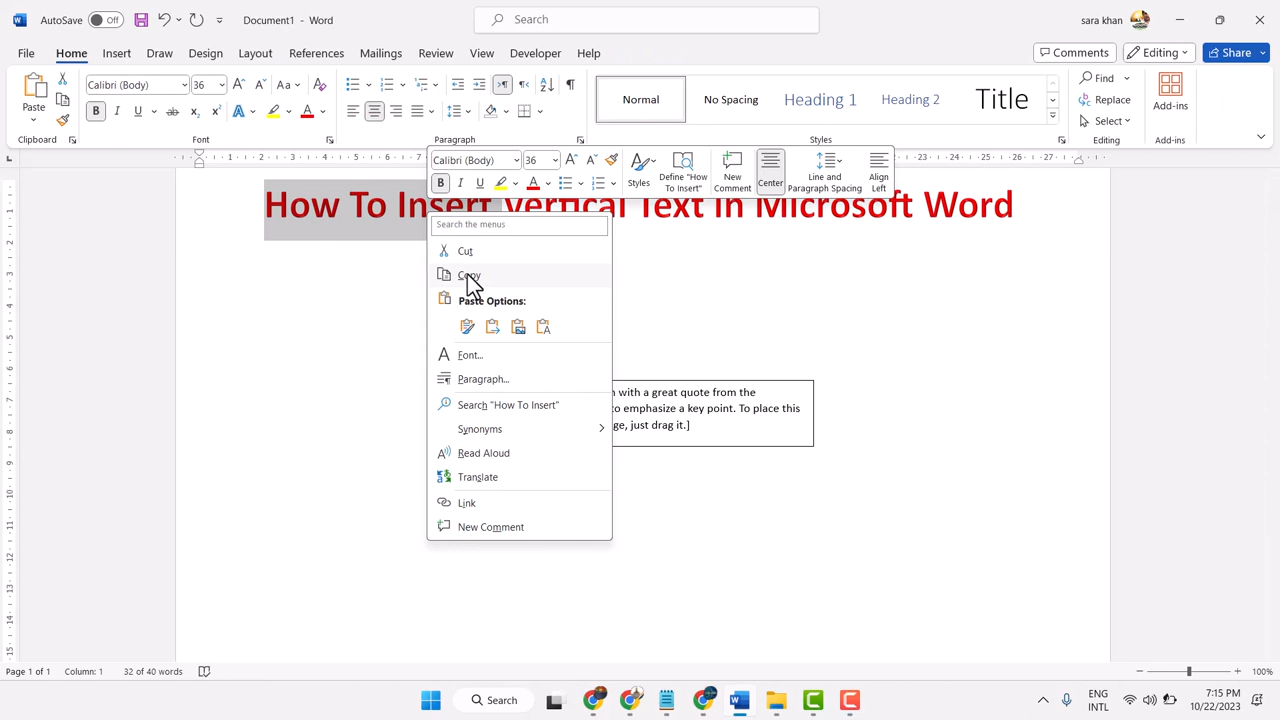 AutoSave Off Document1 - Word Search sara khan
File Home Insert Draw Design Layout References Mailings Review View Developer Help Comments Editing Share
Calibri (Body) 36 Aa Normal No Spacing Heading 1 Heading 2 Title Find Add-ins
Paste Replace
B I U ab x₂ x² A A Select
Clipboard Font Paragraph Styles Editing Add-ins
Calibri (Body) 36 Styles Define "How To Insert" New Comment Center Line and Paragraph Spacing Align Left
B I U A
How To Insert Vertical Text In Microsoft Word
Search the menus
Cut
Copy
Paste Options:
Font...
Paragraph...
Search "How To Insert"
Synonyms
Read Aloud
Translate
Link
New Comment
with a great quote from the
to emphasize a key point. To place this
just drag it.]
Page 1 of 1 Column: 1 32 of 40 words 100%
Search ENG INTL 7:15 PM 10/22/2023